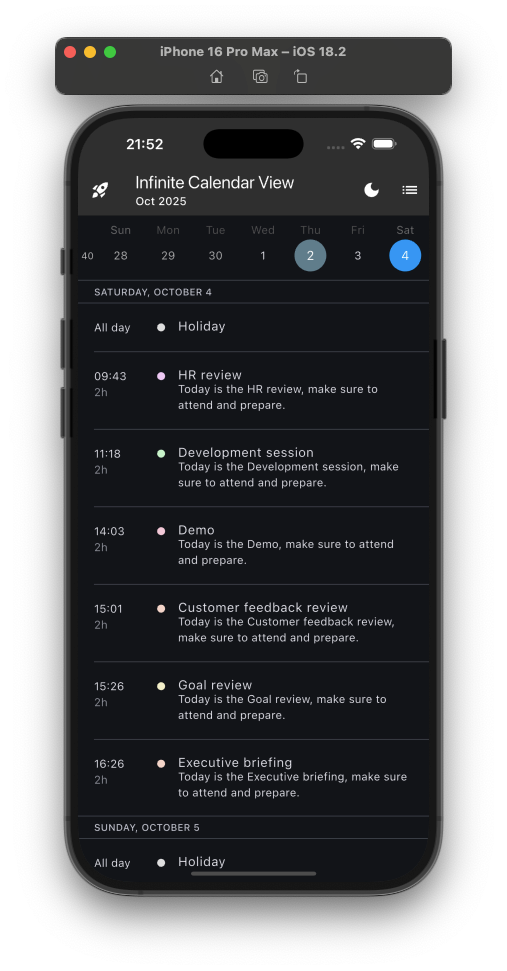 iPhone 16 Pro Max – iOS 18.2
21:52
Infinite Calendar View
Oct 2025
Sun Mon Tue Wed Thu Fri Sat
40 28 29 30 1 2 3 4
SATURDAY, OCTOBER 4
All day Holiday
09:43 HR review
2h Today is the HR review, make sure to
attend and prepare.
11:18 Development session
2h Today is the Development session, make
sure to attend and prepare.
14:03 Demo
2h Today is the Demo, make sure to attend
and prepare.
15:01 Customer feedback review
2h Today is the Customer feedback review,
make sure to attend and prepare.
15:26 Goal review
2h Today is the Goal review, make sure to
attend and prepare.
16:26 Executive briefing
2h Today is the Executive briefing, make sure
to attend and prepare.
SUNDAY, OCTOBER 5
All day Holiday